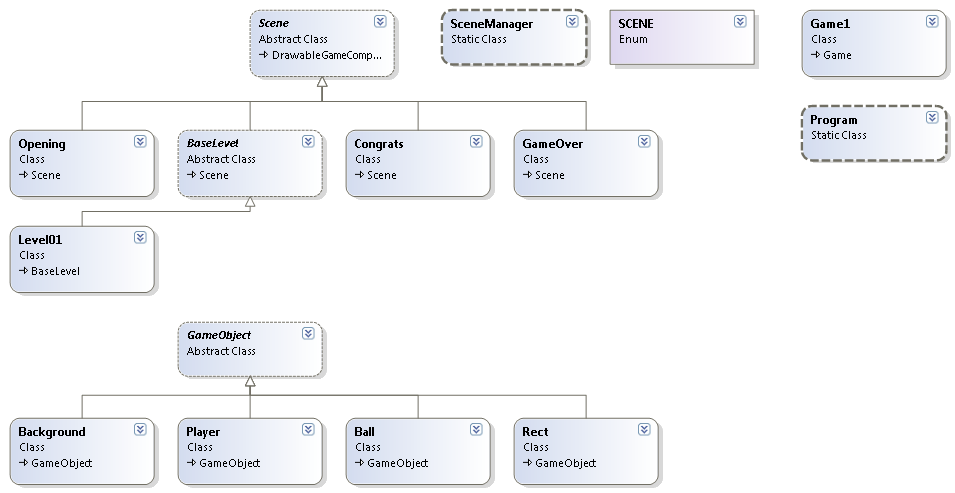 Scene
Abstract Class
DrawableGameComp...
SceneManager
Static Class
SCENE
Enum
Game1
Class
Game
Program
Static Class
Opening
Class
Scene
BaseLevel
Abstract Class
Scene
Congrats
Class
Scene
GameOver
Class
Scene
Level01
Class
BaseLevel
GameObject
Abstract Class
Background
Class
GameObject
Player
Class
GameObject
Ball
Class
GameObject
Rect
Class
GameObject